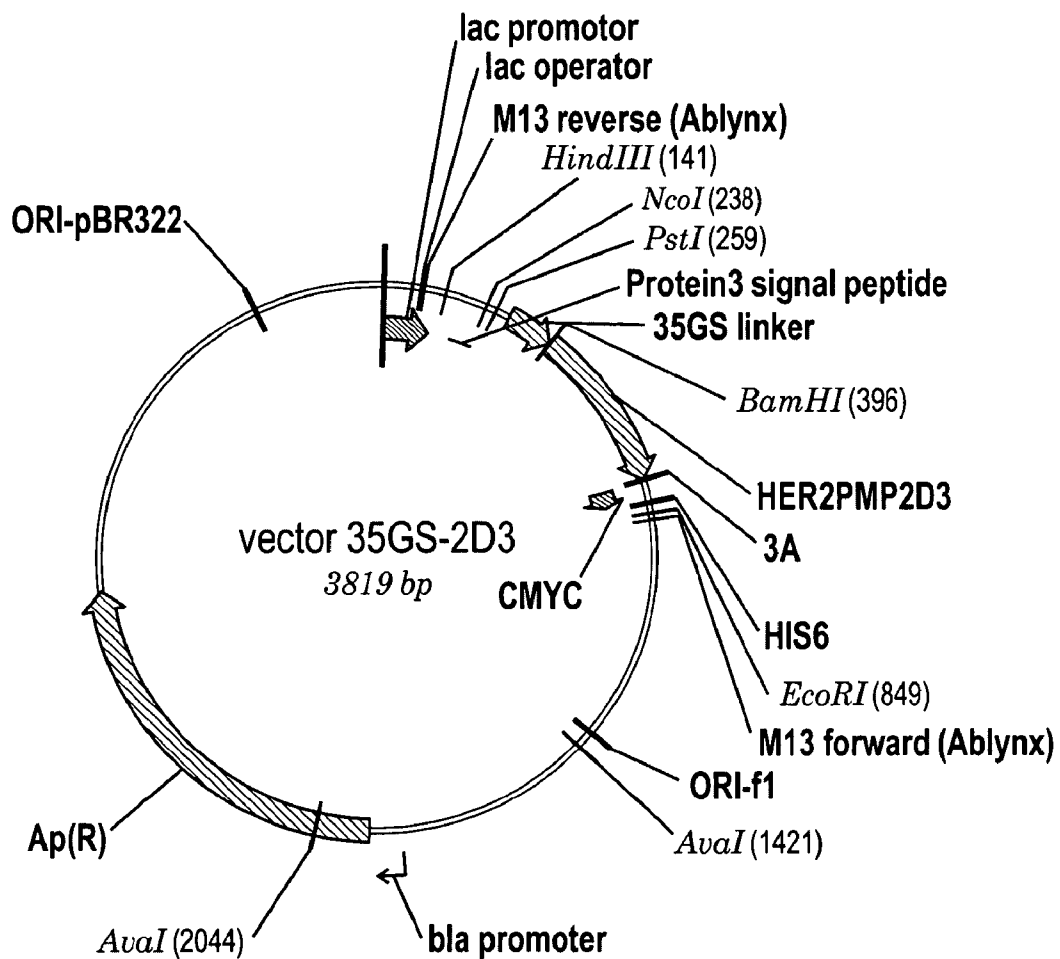 lac promotor
lac operator
M13 reverse (Ablynx)
HindIII (141)
NcoI (238)
PstI (259)
Protein3 signal peptide
35GS linker
BamHI (396)
ORI-pBR322
HER2PMP2D3
3A
vector 35GS-2D3
3819 bp
CMYC
HIS6
EcoRI (849)
M13 forward (Ablynx)
ORI-f1
AvaI (1421)
Ap(R)
AvaI (2044)
bla promoter